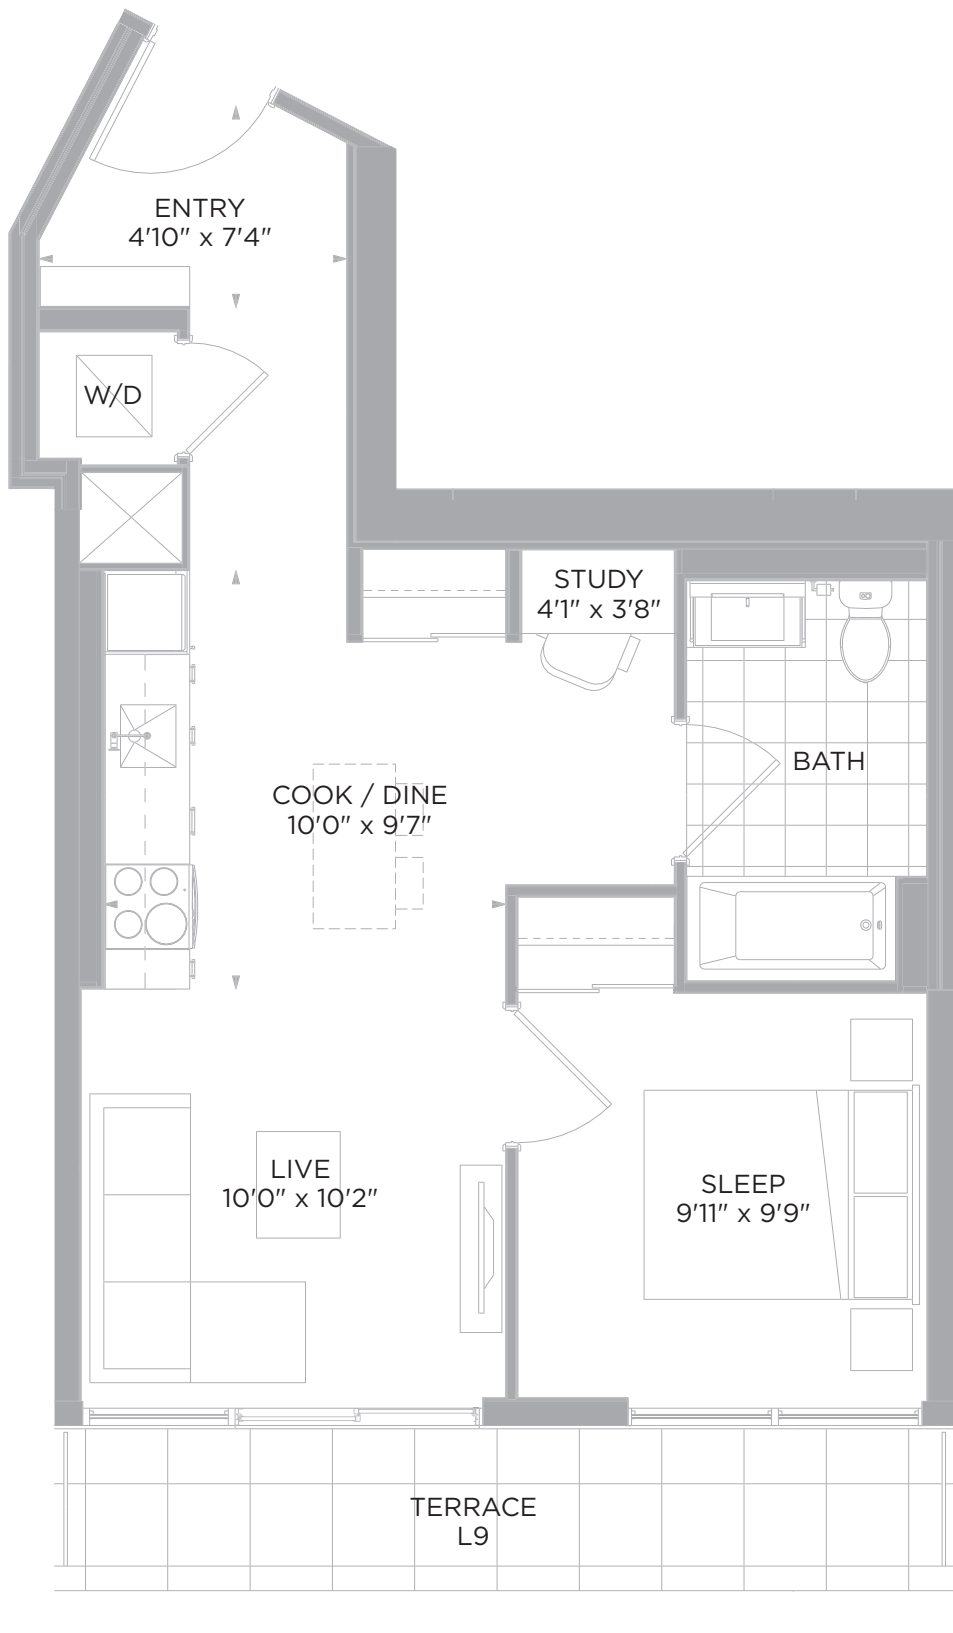 ENTRY
4'10" x 7'4"
W/D
STUDY
4'1" x 3'8"
BATH
COOK / DINE
10'0" x 9'7"
LIVE
10'0" x 10'2"
SLEEP
9'11" x 9'9"
TERRACE
L9